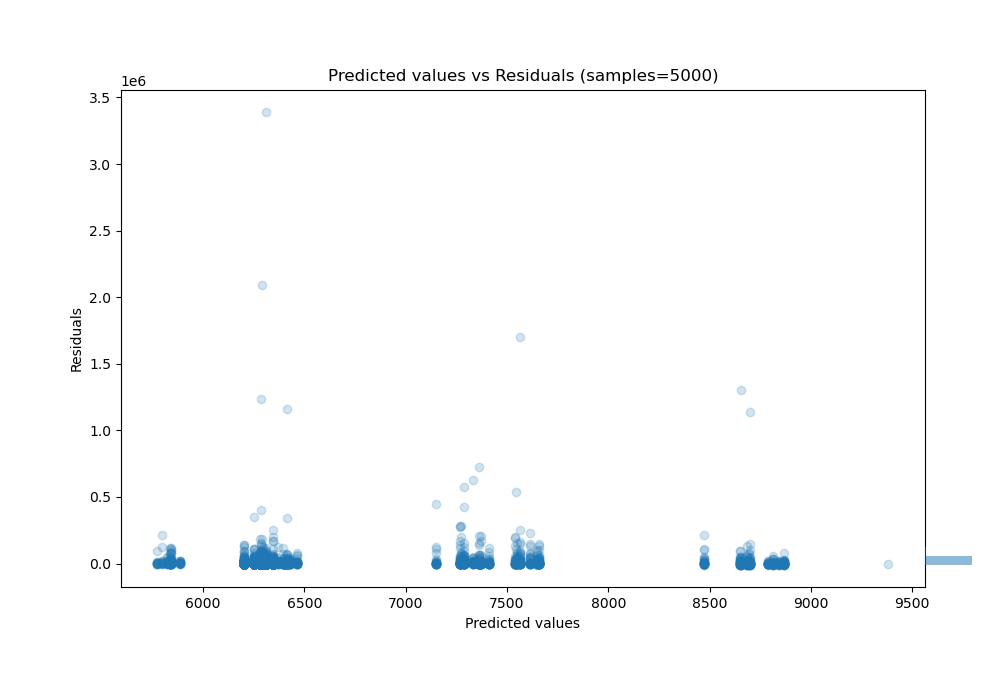 Predicted values vs Residuals (samples=5000)
1e6
3.5
3.0
2.5
2.0
1.5
1.0
0.5
0.0
Residuals
6000 6500 7000 7500 8000 8500 9000 9500
Predicted values